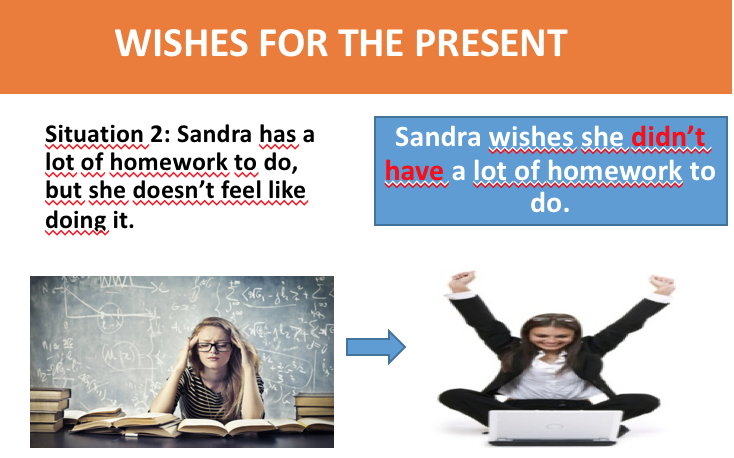 WISHES FOR THE PRESENT
Situation 2: Sandra has a
lot of homework to do,
but she doesn't feel like
doing it.
Sandra wishes she didn't
have a lot of homework to
do.